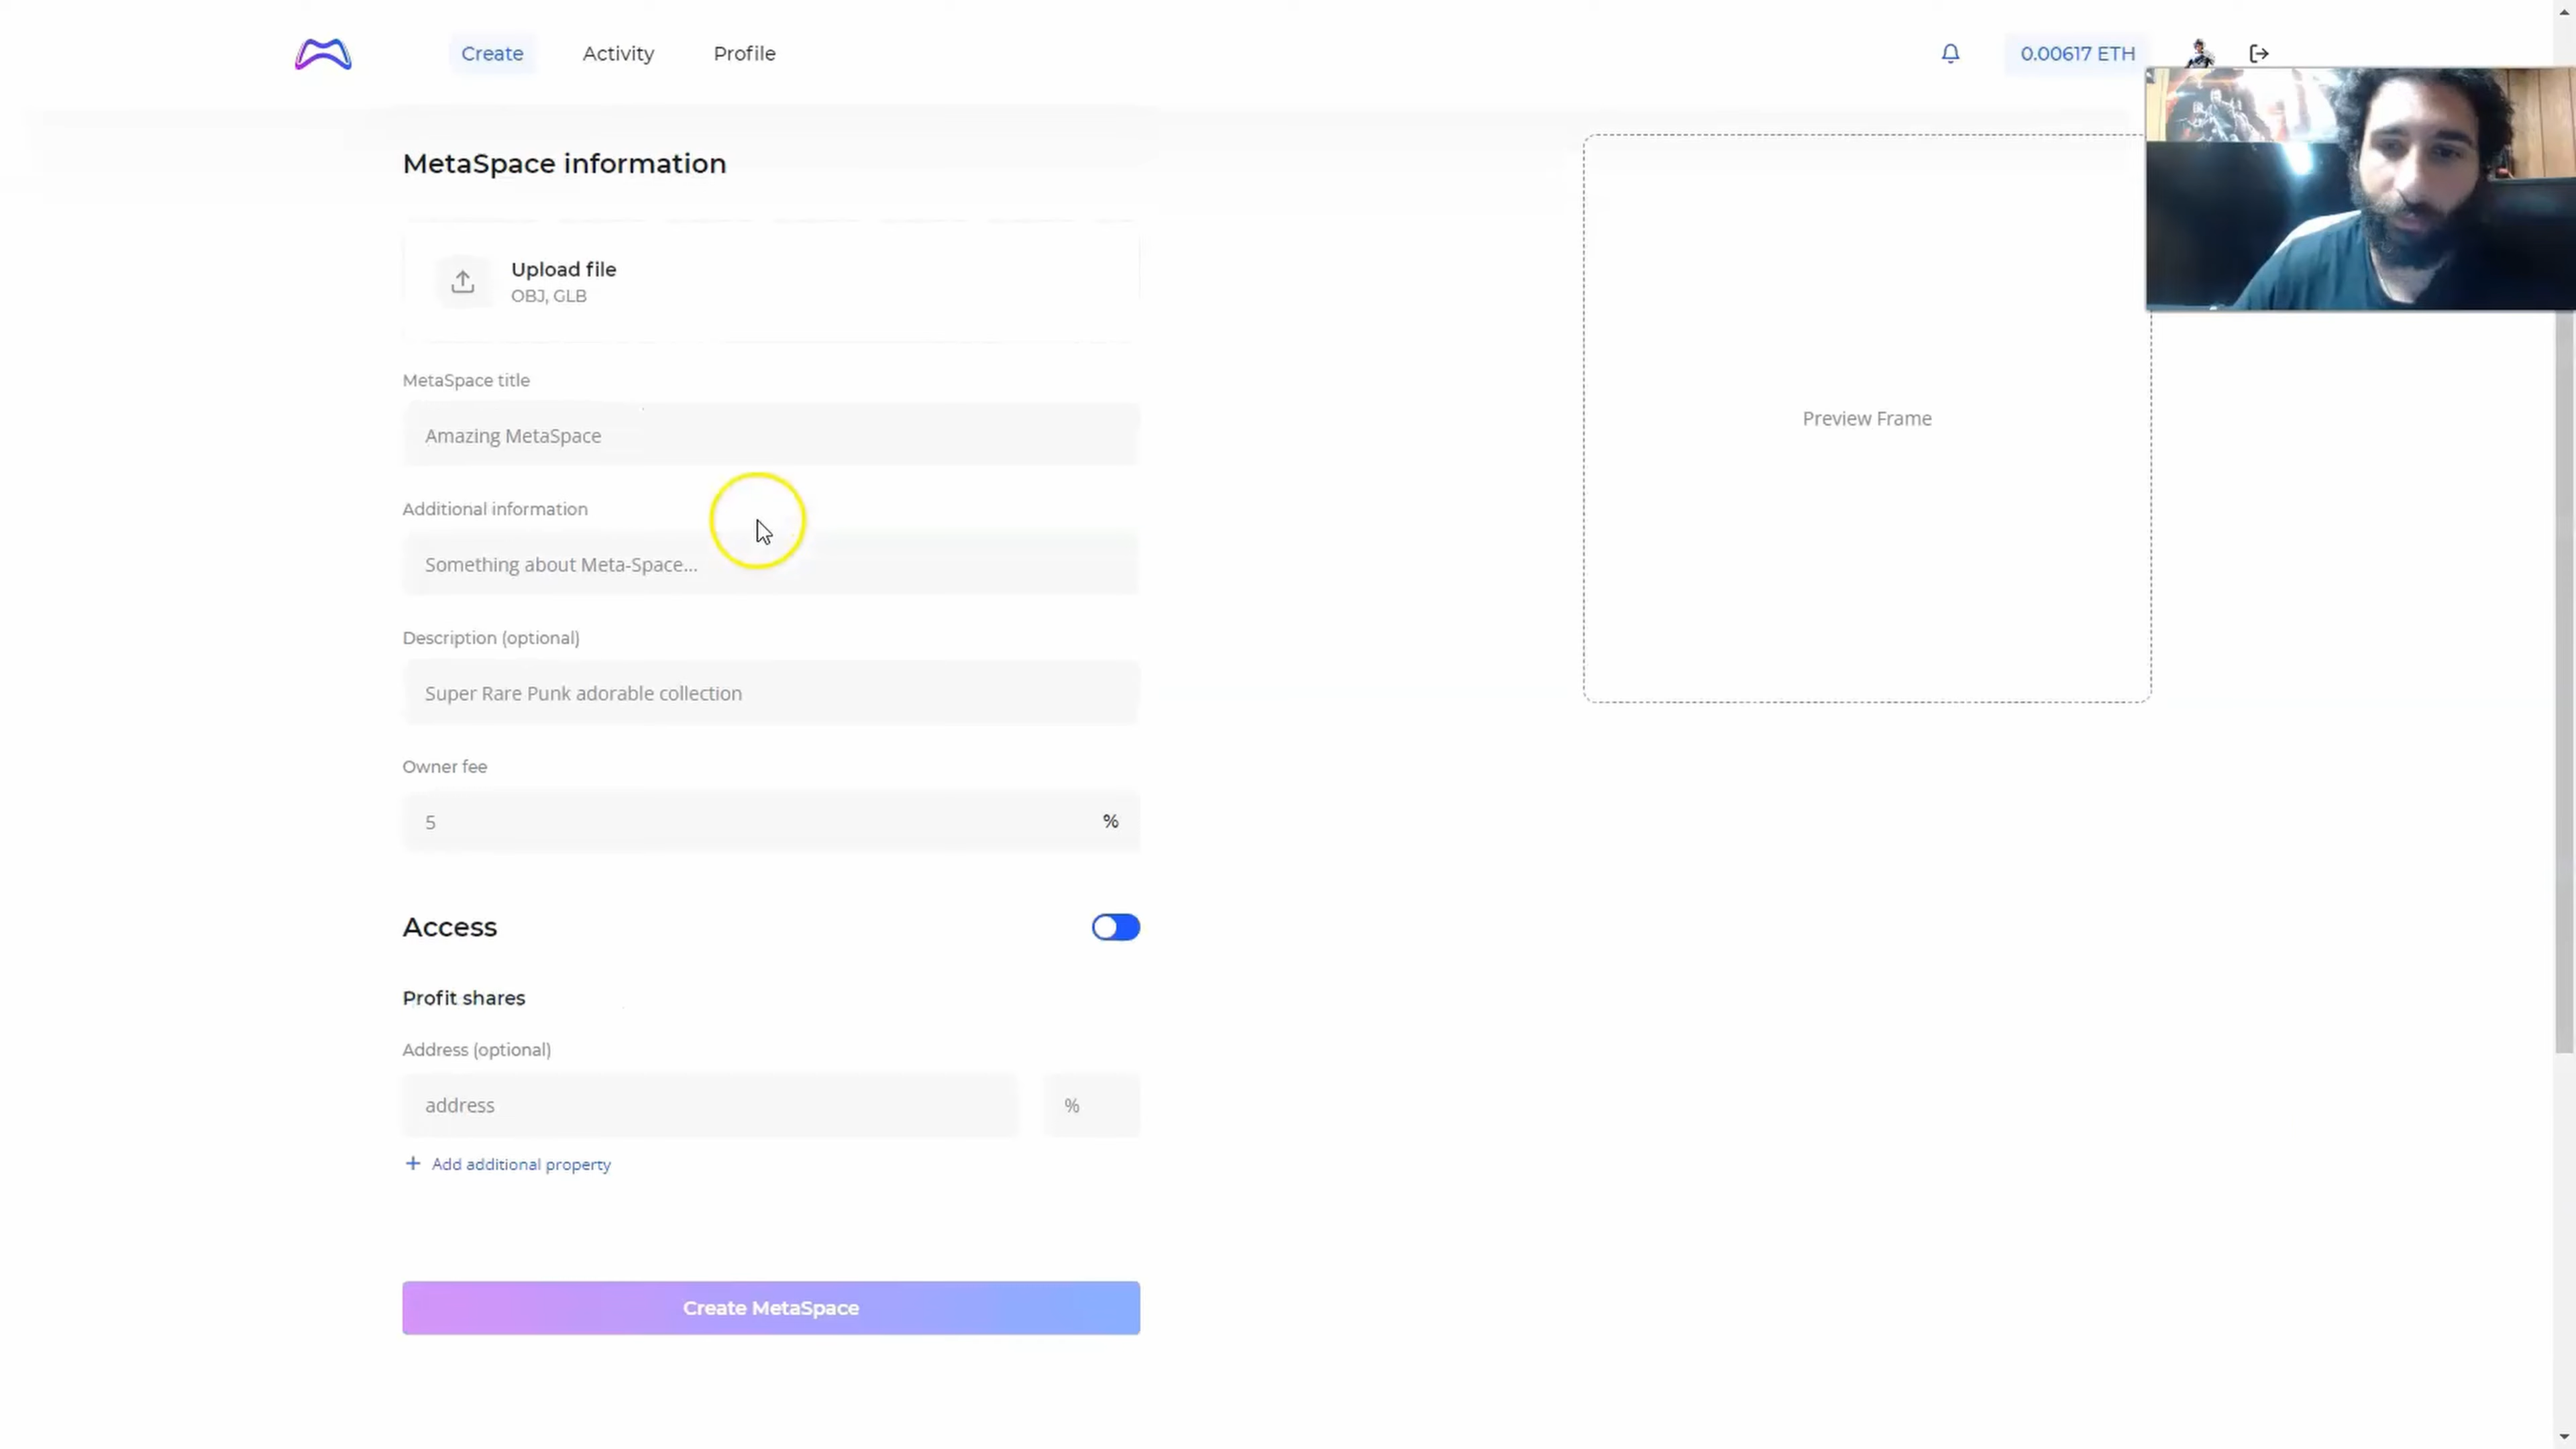 Create Activity Profile 0.00617 ETH
MetaSpace information
Upload file
OBJ, GLB
MetaSpace title
Amazing MetaSpace
Preview Frame
Additional information
Something about Meta-Space...
Description (optional)
Super Rare Punk adorable collection
Owner fee
5 %
Access
Profit shares
Address (optional)
address %
+ Add additional property
Create MetaSpace